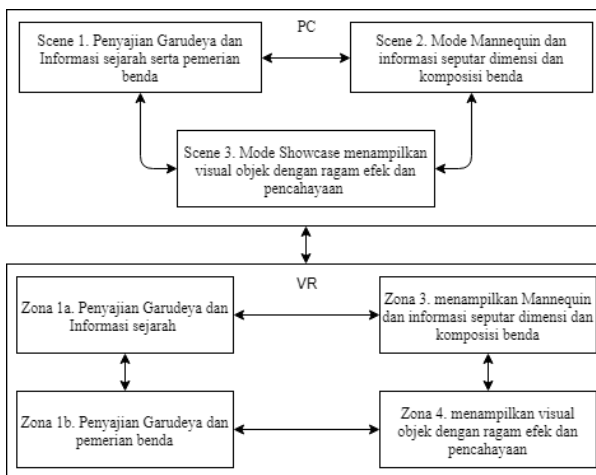 PC
Scene 1. Penyajian Garudeya dan
Informasi sejarah serta pemerian
benda
Scene 2. Mode Mannequin dan
informasi seputar dimensi dan
komposisi benda
Scene 3. Mode Showcase menampilkan
visual objek dengan ragam efek dan
pencahayaan
VR
Zona 1a. Penyajian Garudeya dan
Informasi sejarah
Zona 3. menampilkan Mannequin
dan informasi seputar dimensi dan
komposisi benda
Zona 1b. Penyajian Garudeya dan
pemerian benda
Zona 4. menampilkan visual
objek dengan ragam efek dan
pencahayaan